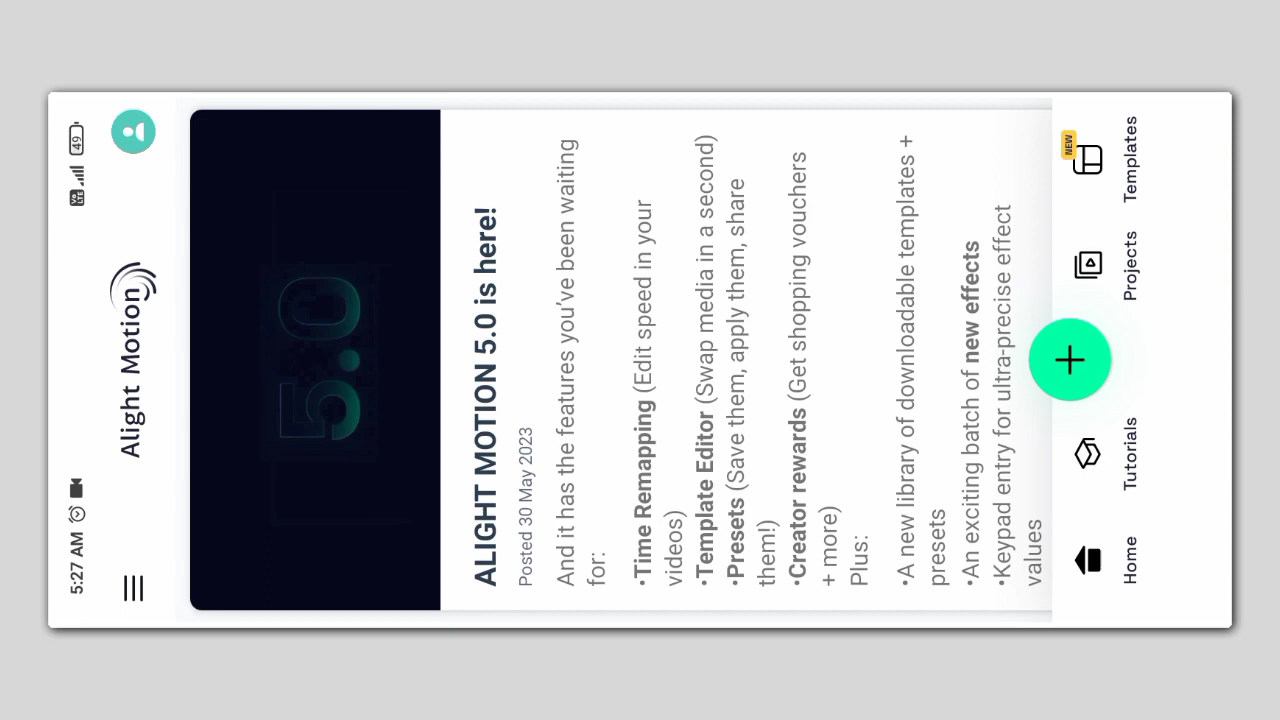 5:27 AM
VoLTE
49
Alight Motion
5.0
ALIGHT MOTION 5.0 is here!
Posted 30 May 2023
And it has the features you've been waiting
for:
•Time Remapping (Edit speed in your
videos)
•Template Editor (Swap media in a second)
•Presets (Save them, apply them, share
them!)
•Creator rewards (Get shopping vouchers
+ more)
Plus:
•A new library of downloadable templates +
presets
•An exciting batch of new effects
•Keypad entry for ultra-precise effect
values
NEW
Home
Tutorials
Projects
Templates